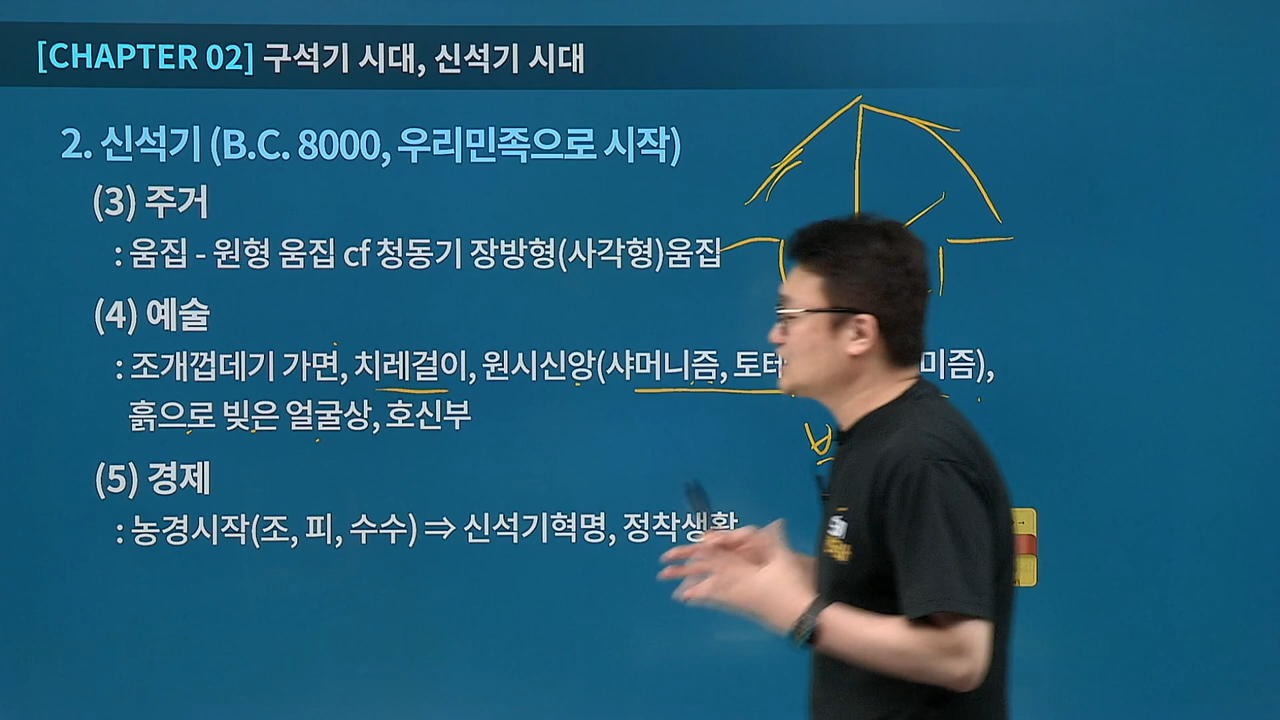 [CHAPTER 02] 구석기 시대, 신석기 시대
2. 신석기 (B.C. 8000, 우리민족으로 시작)
(3) 주거
: 움집 - 원형 움집 cf 청동기 장방형(사각형)움집
(4) 예술
: 조개껍데기 가면, 치레걸이, 원시신앙(샤머니즘, 미즘),
흙으로 빚은 얼굴상, 호신부
(5) 경제
: 농경시작(조, 피, 수수) ⇒ 신석기혁명, 정착생활